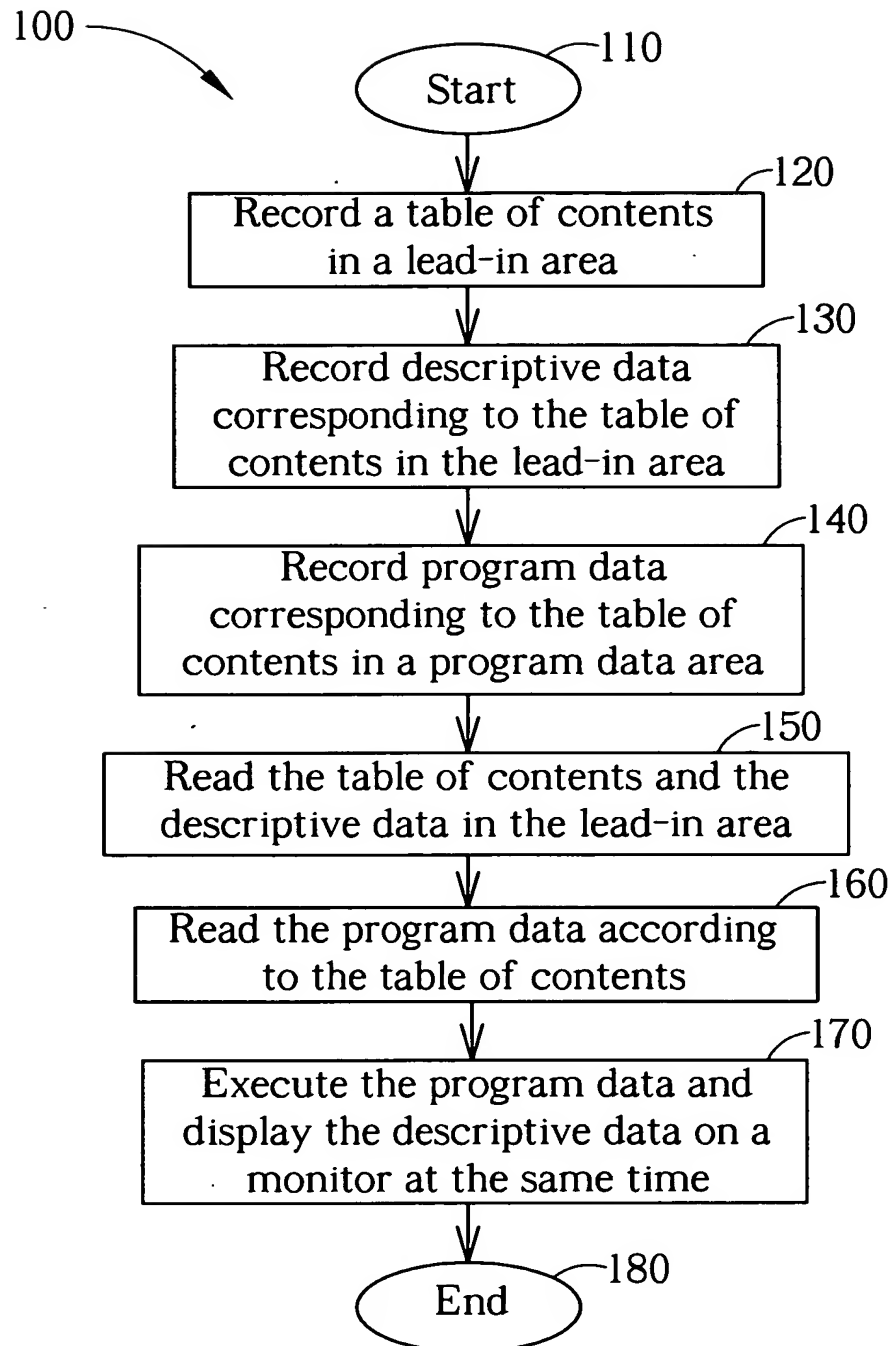 100
110
Start
120
Record a table of contents
in a lead-in area
130
Record descriptive data
corresponding to the table of
contents in the lead-in area
140
Record program data
corresponding to the table of
contents in a program data area
150
Read the table of contents and the
descriptive data in the lead-in area
160
Read the program data according
to the table of contents
170
Execute the program data and
display the descriptive data on a
monitor at the same time
180
End